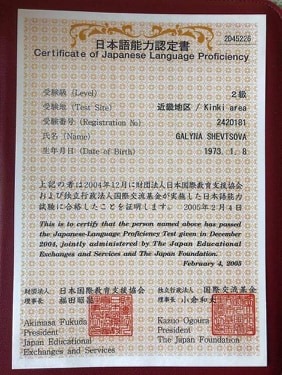 2045226
日本語能力認定書
Certificate of Japanese Language Proficiency
受験級 (Level) 2級
受験地 (Test Site) 近畿地区 / Kinki area
受験番号 (Registration No) 2420181
氏名 (Name) GALYNA SHEVTSOVA
生年月日 (Date of Birth) 1973. 1. 8
上記の者は2004年12月に財団法人日本国際教育支援協会
および独立行政法人国際交流基金が実施した日本語能力
試験に合格したことを証明します。 2005年2月4日
This is to certify that the person named above has passed
the Japanese-Language Proficiency Test given in December
2004, jointly administered by The Japan Educational
Exchanges and Services and The Japan Foundation.
February 4, 2005
財団法人 日本国際教育支援協会
理事長 福田昭昌
独立行政法人 国際交流基金
理事長 小倉和夫
Akimasa Fukuda
President
Japan Educational
Exchanges and Services
Kazuo Ogoura
President
The Japan Foundation